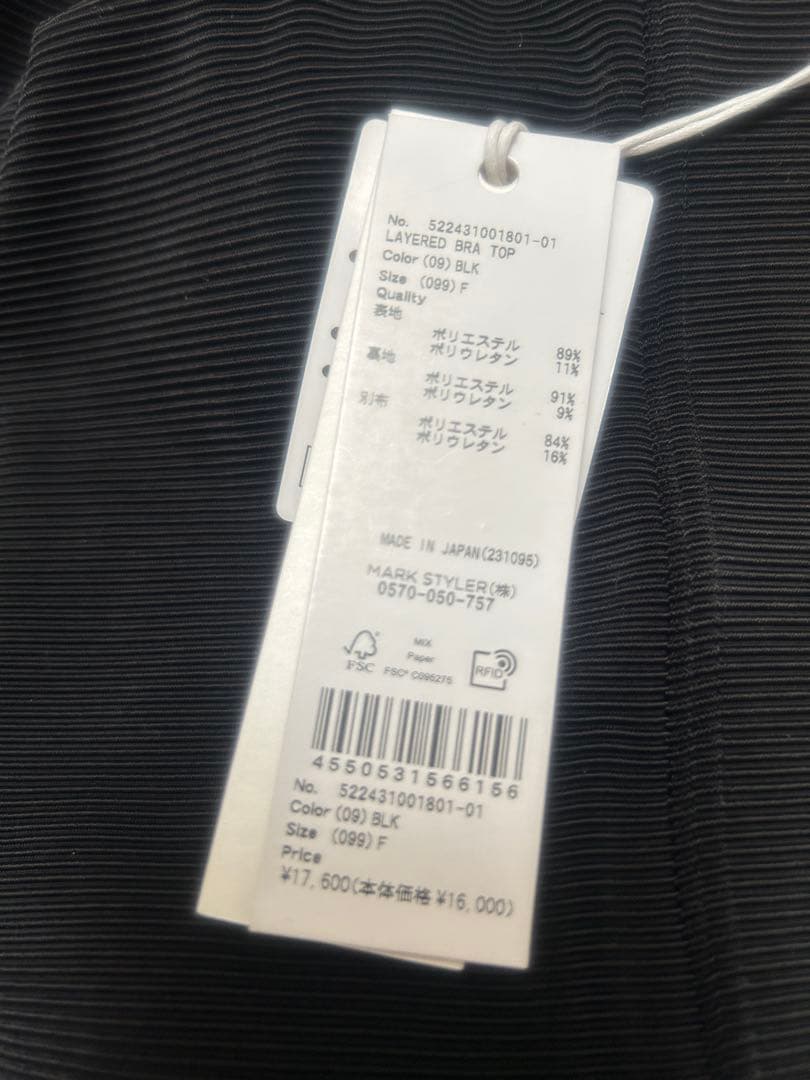 No. 522431001801-01
LAYERED BRA TOP
Color (09) BLK
Size (099) F
Quality
表地
ポリエステル 89%
ポリウレタン 11%
裏地
ポリエステル 91%
ポリウレタン 9%
別布
ポリエステル 84%
ポリウレタン 16%
MADE IN JAPAN(231095)
MARK STYLER(株)
0570-050-757
FSC
MIX
Paper
FSC® C095275
RFID
4550531566156
No. 522431001801-01
Color (09) BLK
Size (099) F
Price
¥17,600(本体価格 ¥16,000)